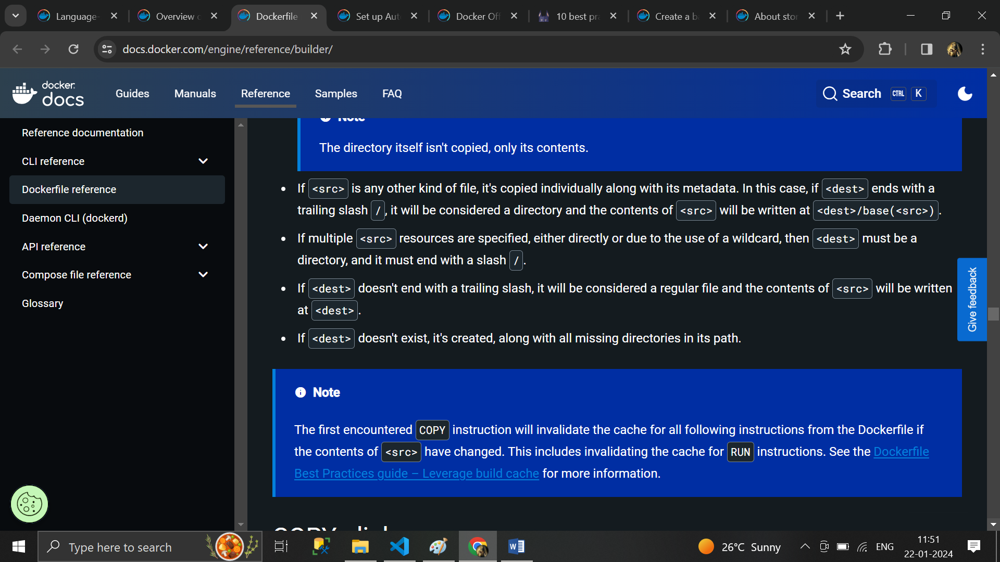 Language-
Overview c
Dockerfile
Set up Aut
Docker Off
10 best pra
Create a ba
About stor
docs.docker.com/engine/reference/builder/
docker
docs
Guides
Manuals
Reference
Samples
FAQ
Search
CTRL
K
Reference documentation
CLI reference
Dockerfile reference
Daemon CLI (dockerd)
API reference
Compose file reference
Glossary
Note
The directory itself isn't copied, only its contents.
If <src> is any other kind of file, it's copied individually along with its metadata. In this case, if <dest> ends with a
trailing slash /, it will be considered a directory and the contents of <src> will be written at <dest>/base(<src>).
If multiple <src> resources are specified, either directly or due to the use of a wildcard, then <dest> must be a
directory, and it must end with a slash /.
If <dest> doesn't end with a trailing slash, it will be considered a regular file and the contents of <src> will be written
at <dest>.
If <dest> doesn't exist, it's created, along with all missing directories in its path.
Note
The first encountered COPY instruction will invalidate the cache for all following instructions from the Dockerfile if
the contents of <src> have changed. This includes invalidating the cache for RUN instructions. See the Dockerfile
Best Practices guide – Leverage build cache for more information.
Give feedback
Type here to search
26°C Sunny
ENG
11:51
22-01-2024